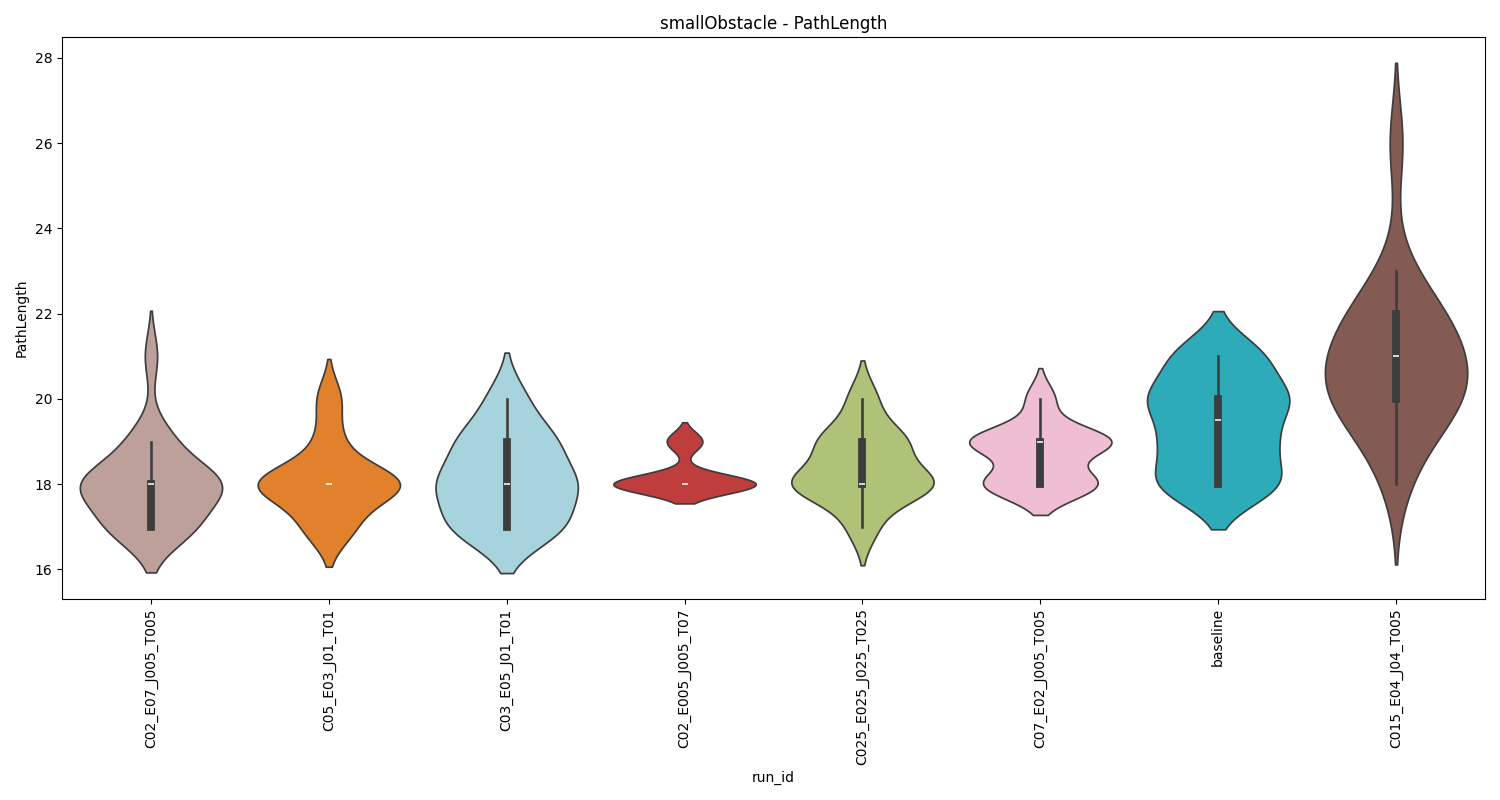 smallObstacle - PathLength
28
26
24
22
20
18
16
PathLength
C02_E07_J005_T005
C05_E03_J01_T01
C03_E05_J01_T01
C02_E005_J005_T07
C025_E025_J025_T025
C07_E02_J005_T005
baseline
C015_E04_J04_T005
run_id